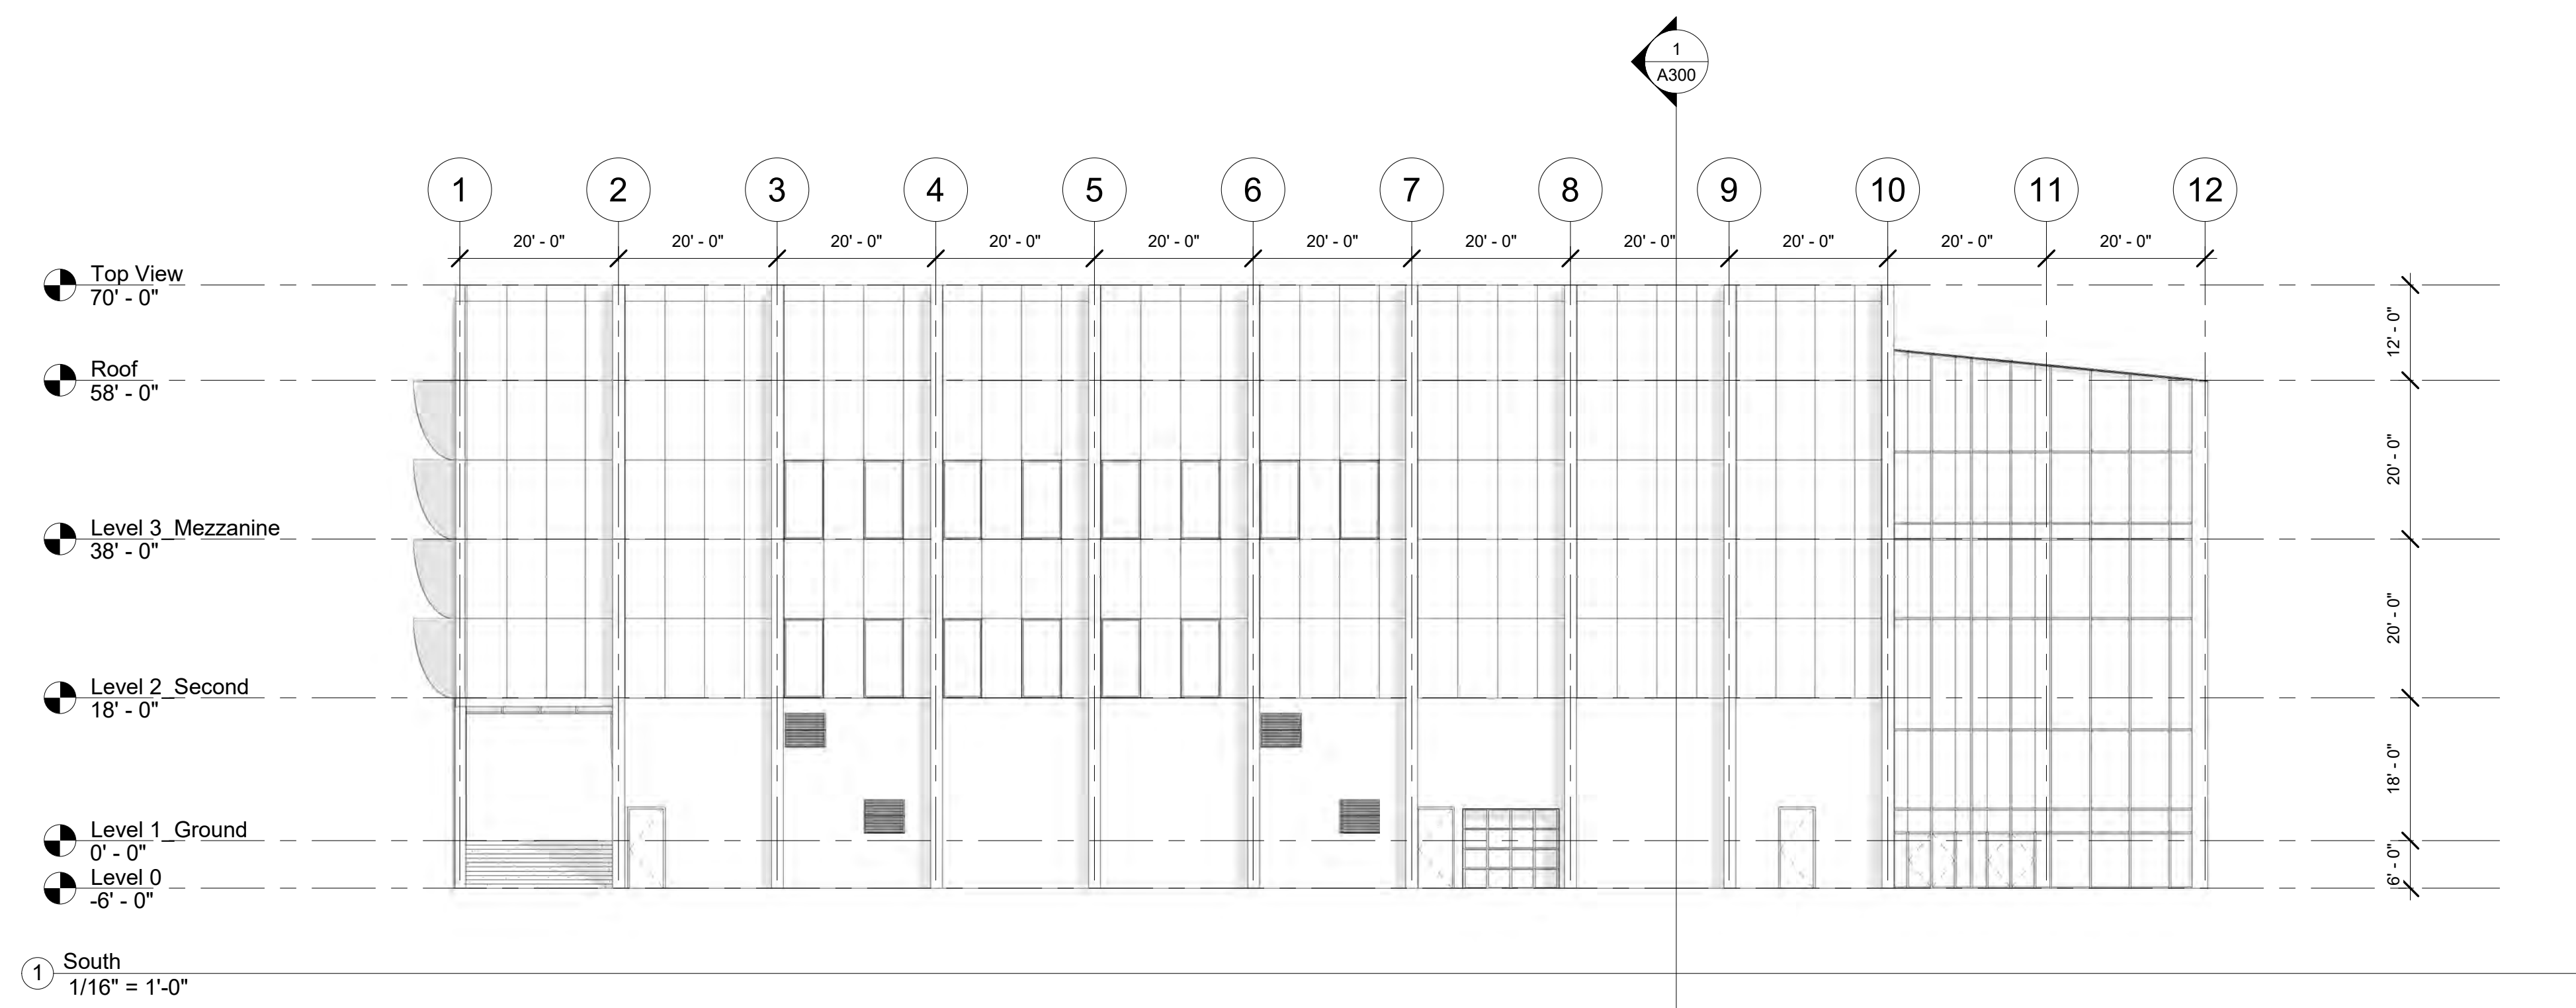 1
A300
1 2 3 4 5 6 7 8 9 10 11 12
20' - 0" 20' - 0" 20' - 0" 20' - 0" 20' - 0" 20' - 0" 20' - 0" 20' - 0" 20' - 0" 20' - 0" 20' - 0"
Top View
70' - 0"
12' - 0"
Roof
58' - 0"
20' - 0"
Level 3_Mezzanine
38' - 0"
20' - 0"
Level 2_Second
18' - 0"
18' - 0"
Level 1_Ground
0' - 0"
6' - 0"
Level 0
-6' - 0"
1 South
1/16" = 1'-0"